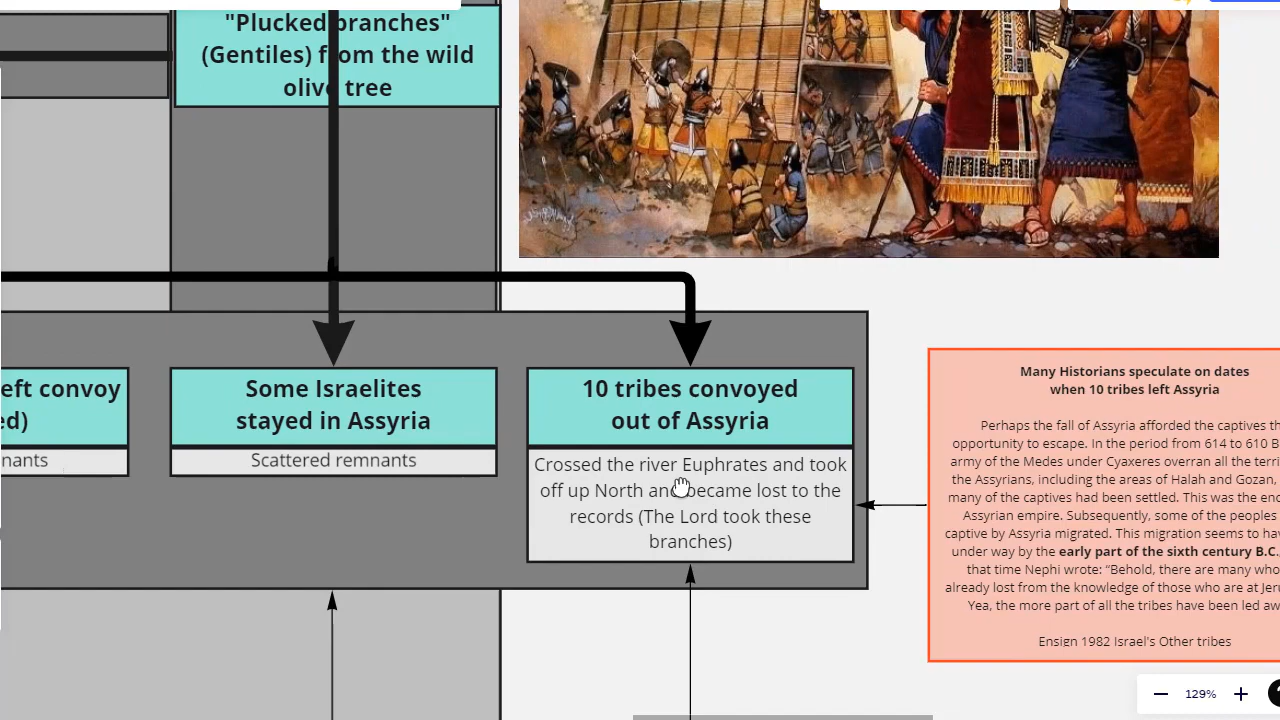 "Plucked branches"
(Gentiles) from the wild
olive tree
eft convoy
ed)
nants
Some Israelites
stayed in Assyria
Scattered remnants
10 tribes convoyed
out of Assyria
Crossed the river Euphrates and took
off up North and became lost to the
records (The Lord took these
branches)
Many Historians speculate on dates
when 10 tribes left Assyria
Perhaps the fall of Assyria afforded the captives th
opportunity to escape. In the period from 614 to 610 B
army of the Medes under Cyaxeres overran all the terri
the Assyrians, including the areas of Halah and Gozan,
many of the captives had been settled. This was the end
Assyrian empire. Subsequently, some of the peoples
captive by Assyria migrated. This migration seems to hav
under way by the early part of the sixth century B.C.
that time Nephi wrote: “Behold, there are many who
already lost from the knowledge of those who are at Jeru
Yea, the more part of all the tribes have been led aw
Ensign 1982 Israel's Other tribes
129%